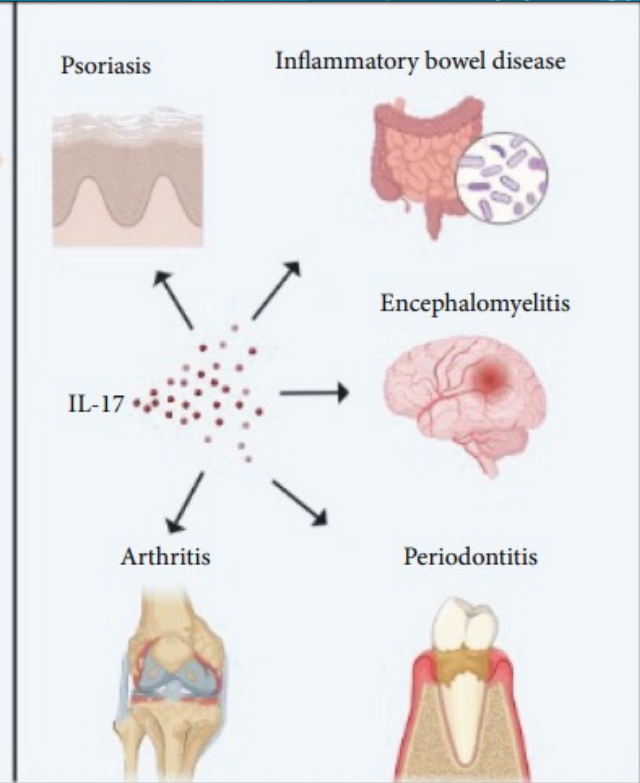 Psoriasis
Inflammatory bowel disease
Encephalomyelitis
IL-17
Arthritis
Periodontitis